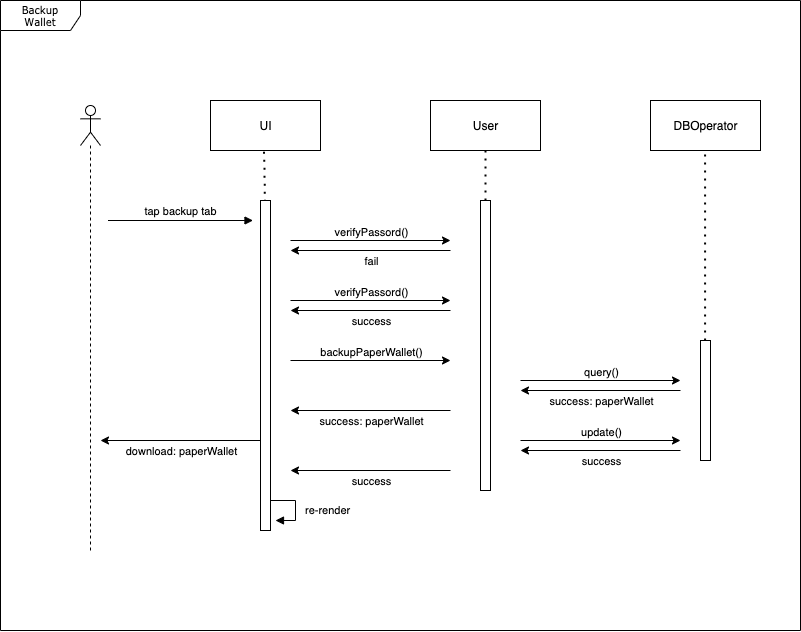 Backup
Wallet
UI
User
DBOperator
tap backup tab
verifyPassord()
fail
verifyPassord()
success
backupPaperWallet()
query()
success: paperWallet
success: paperWallet
update()
download: paperWallet
success
success
re-render